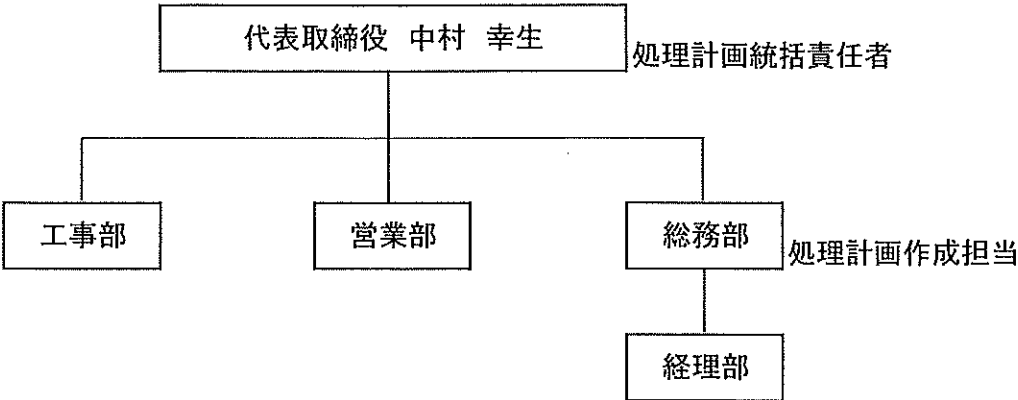 代表取締役 中村 幸生
処理計画統括責任者
工事部
営業部
総務部
処理計画作成担当
経理部